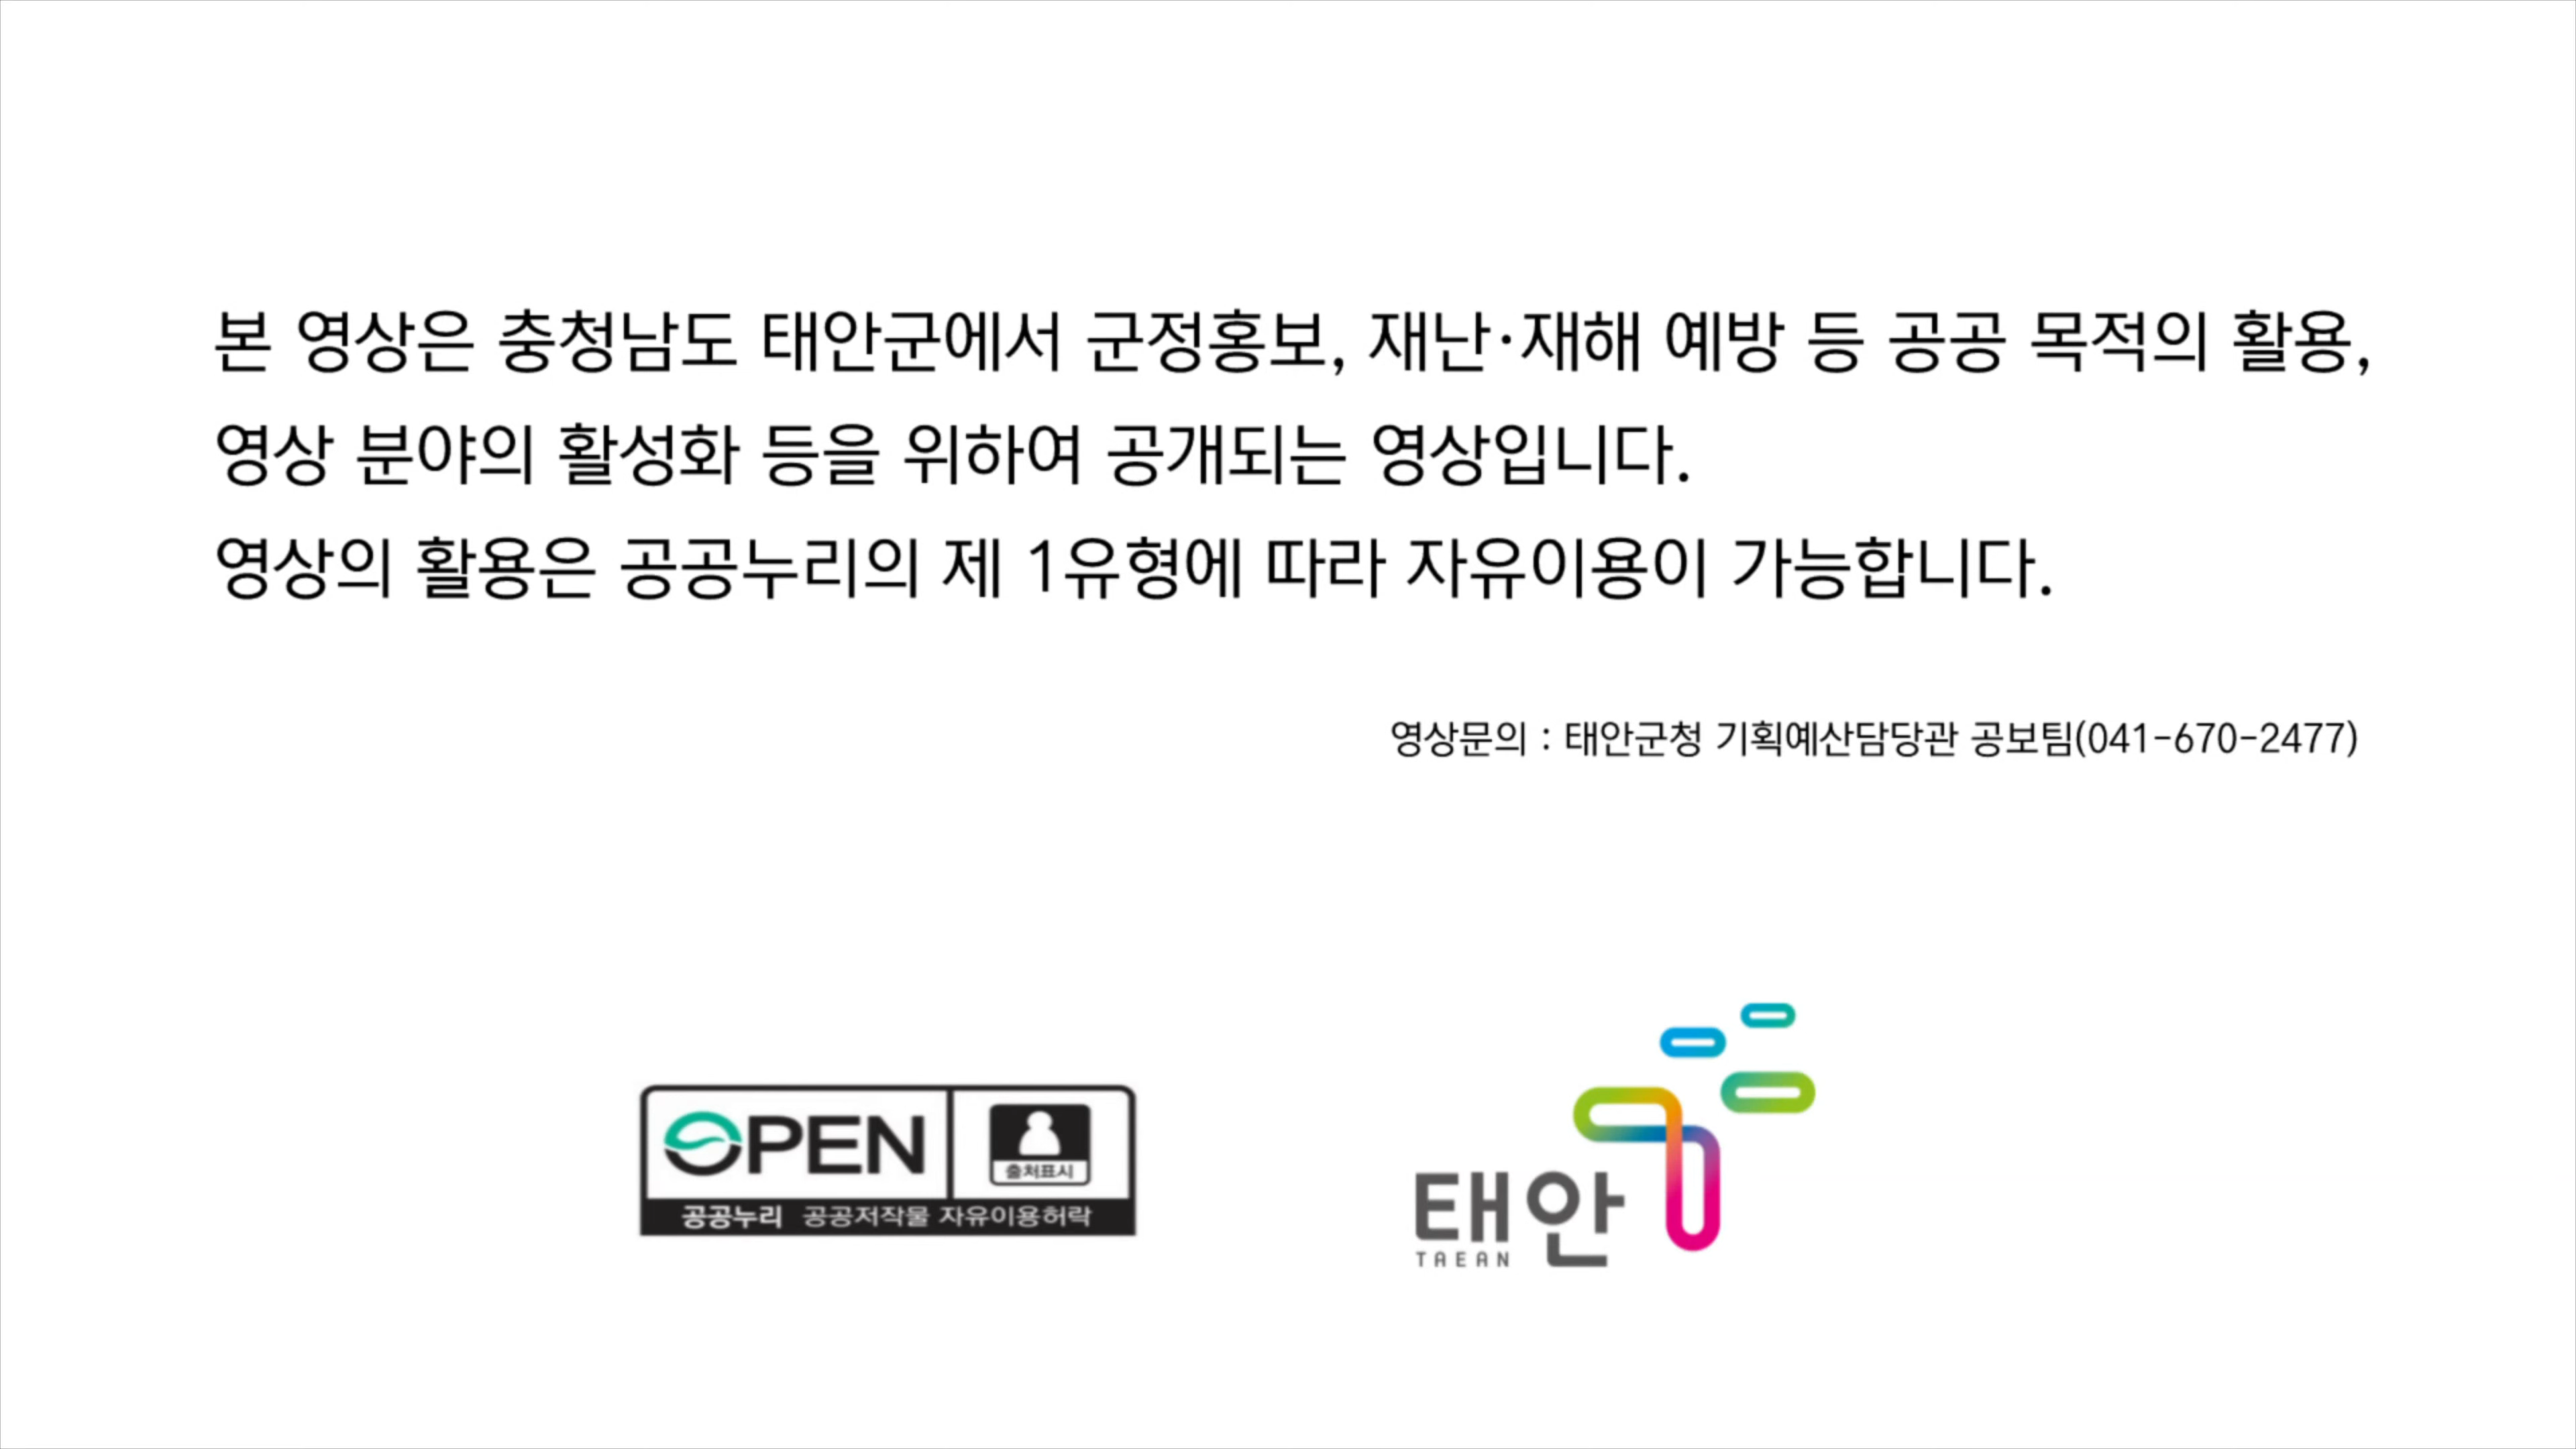 본 영상은 충청남도 태안군에서 군정홍보, 재난·재해 예방 등 공공 목적의 활용,
영상 분야의 활성화 등을 위하여 공개되는 영상입니다.
영상의 활용은 공공누리의 제 1유형에 따라 자유이용이 가능합니다.
영상문의 : 태안군청 기획예산담당관 공보팀(041-670-2477)
OPEN
출처표시
공공누리 공공저작물 자유이용허락
태안
TAEAN